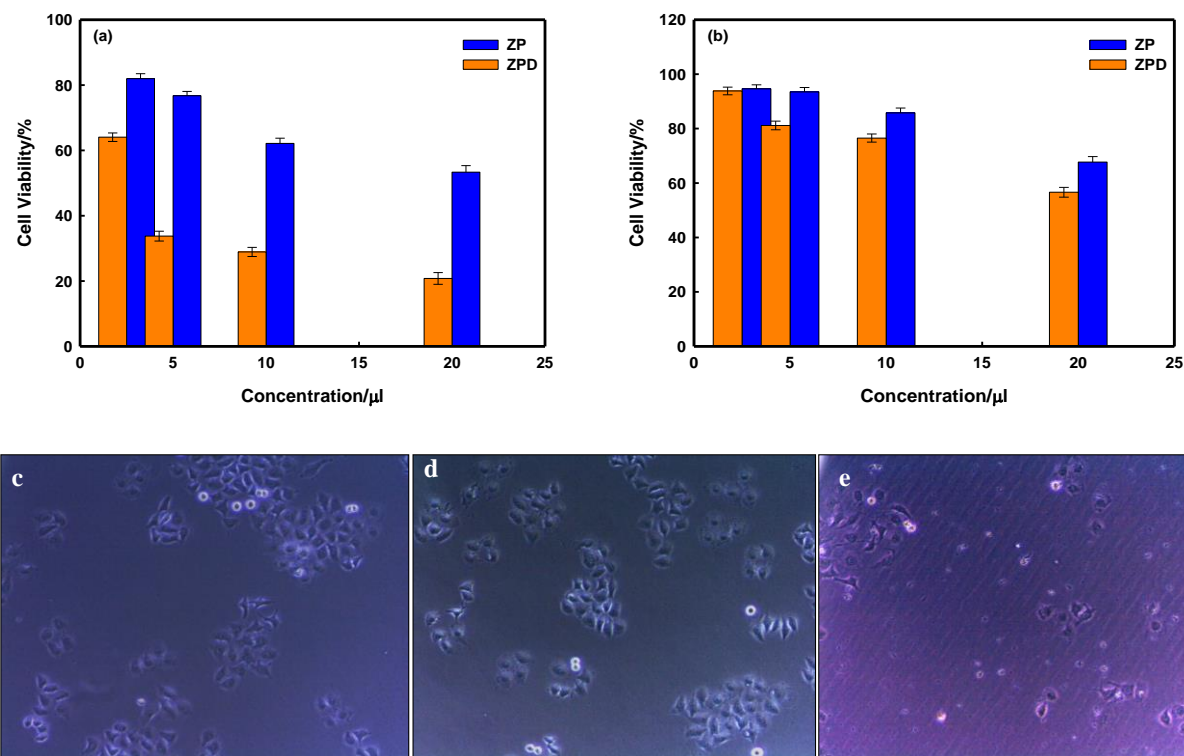 (a)
ZP
ZPD
100
80
60
40
20
0
Cell Viability/%
0 5 10 15 20 25
Concentration/μl
(b)
ZP
ZPD
120
100
80
60
40
20
0
Cell Viability/%
0 5 10 15 20 25
Concentration/μl
c
d
e